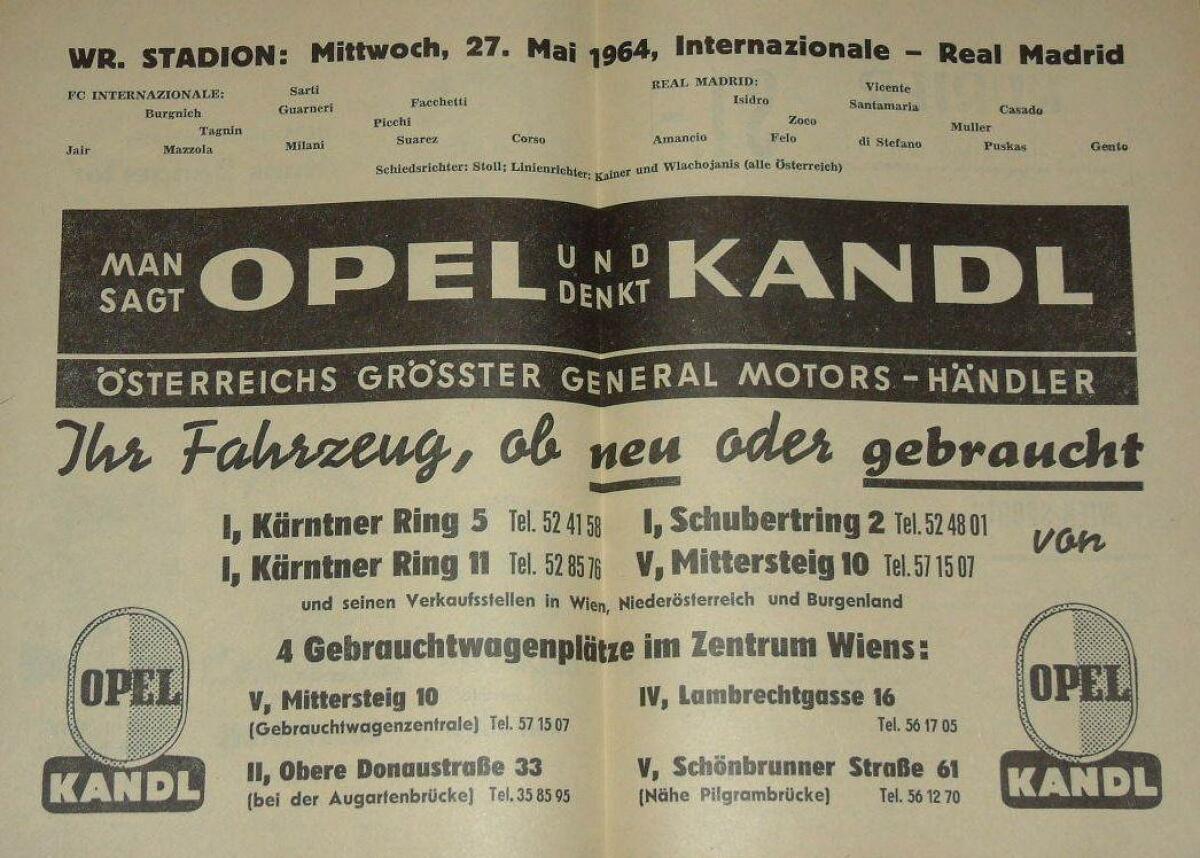 WR. STADION: Mittwoch, 27. Mai 1964, Internazionale – Real Madrid
FC INTERNAZIONALE:
Sarti
Burgnich Guarneri Facchetti
Tagnin Picchi
Jair Mazzola Milani Suarez Corso
REAL MADRID:
Vicente
Isidro Santamaria Casado
Zoco Muller
Amancio Felo di Stefano Puskas Gento
Schiedsrichter: Stoll; Linienrichter: Kainer und Wlachojanis (alle Österreich)
MAN SAGT OPEL UND DENKT KANDL
ÖSTERREICHS GRÖSSTER GENERAL MOTORS – HÄNDLER
Ihr Fahrzeug, ob neu oder gebraucht
I, Kärntner Ring 5 Tel. 52 41 58 I, Schubertring 2 Tel. 52 48 01
von
I, Kärntner Ring 11 Tel. 52 85 76 V, Mittersteig 10 Tel. 57 15 07
und seinen Verkaufsstellen in Wien, Niederösterreich und Burgenland
4 Gebrauchtwagenplätze im Zentrum Wiens:
V, Mittersteig 10
(Gebrauchtwagenzentrale) Tel. 57 15 07
IV, Lambrechtgasse 16
Tel. 56 17 05
II, Obere Donaustraße 33
(bei der Augartenbrücke) Tel. 35 85 95
V, Schönbrunner Straße 61
(Nähe Pilgrambrücke) Tel. 56 12 70
OPEL
KANDL
OPEL
KANDL